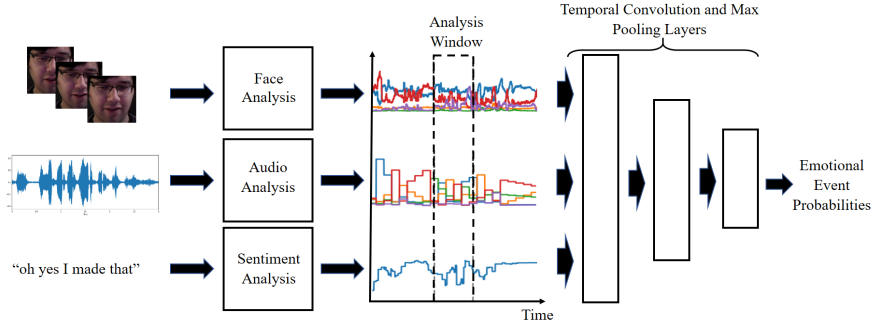 Temporal Convolution and Max
Pooling Layers
Analysis
Window
Face
Analysis
Audio
Analysis
Emotional
Event
Probabilities
“oh yes I made that”
Sentiment
Analysis
Time